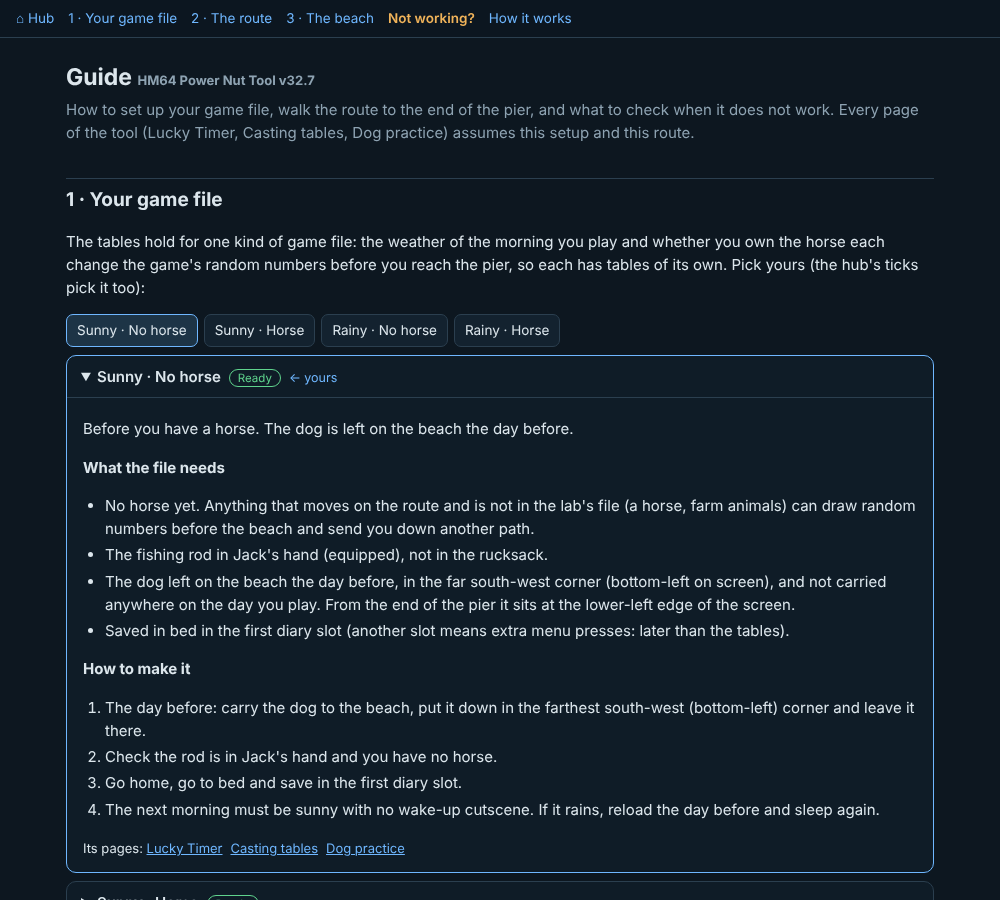 ⌂ Hub 1 · Your game file 2 · The route 3 · The beach Not working? How it works
Guide HM64 Power Nut Tool v32.7
How to set up your game file, walk the route to the end of the pier, and what to check when it does not work. Every page
of the tool (Lucky Timer, Casting tables, Dog practice) assumes this setup and this route.
1 · Your game file
The tables hold for one kind of game file: the weather of the morning you play and whether you own the horse each
change the game's random numbers before you reach the pier, so each has tables of its own. Pick yours (the hub's ticks
pick it too):
Sunny · No horse Sunny · Horse Rainy · No horse Rainy · Horse
▼ Sunny · No horse Ready ← yours
Before you have a horse. The dog is left on the beach the day before.
What the file needs
• No horse yet. Anything that moves on the route and is not in the lab's file (a horse, farm animals) can draw random
numbers before the beach and send you down another path.
• The fishing rod in Jack's hand (equipped), not in the rucksack.
• The dog left on the beach the day before, in the far south-west corner (bottom-left on screen), and not carried
anywhere on the day you play. From the end of the pier it sits at the lower-left edge of the screen.
• Saved in bed in the first diary slot (another slot means extra menu presses: later than the tables).
How to make it
1. The day before: carry the dog to the beach, put it down in the farthest south-west (bottom-left) corner and leave it
there.
2. Check the rod is in Jack's hand and you have no horse.
3. Go home, go to bed and save in the first diary slot.
4. The next morning must be sunny with no wake-up cutscene. If it rains, reload the day before and sleep again.
Its pages: Lucky Timer Casting tables Dog practice